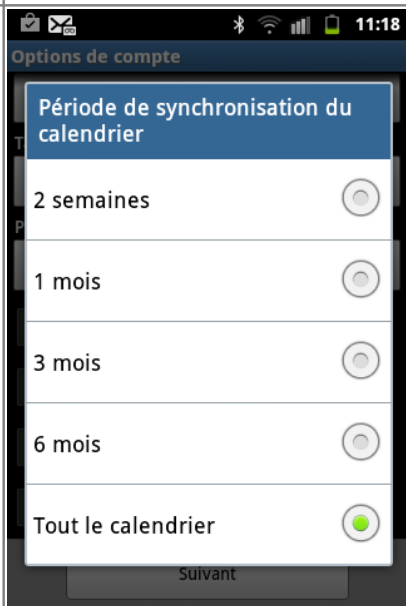 11:18
Options de compte
Période de synchronisation du
calendrier
T
P
2 semaines
1 mois
3 mois
6 mois
Tout le calendrier
Suivant